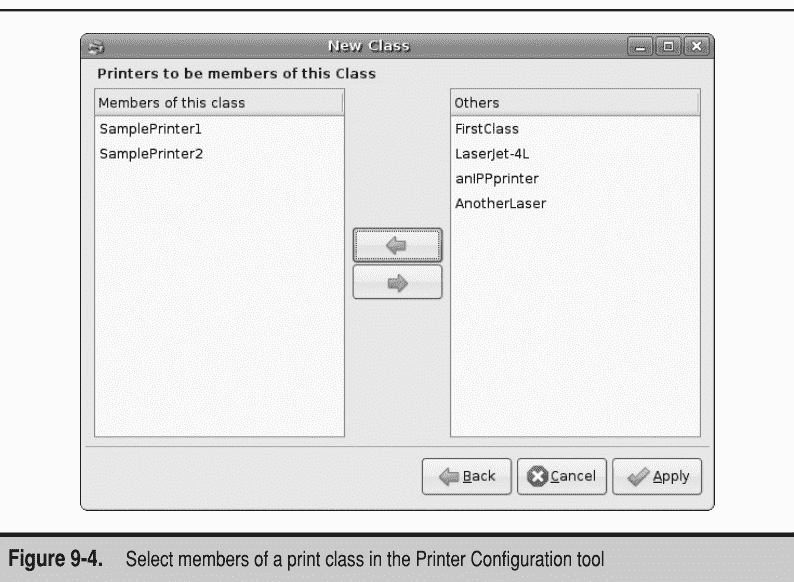 New Class
Printers to be members of this Class
Members of this class
SamplePrinter1
SamplePrinter2
Others
FirstClass
LaserJet-4L
anIPPprinter
AnotherLaser
Back
Cancel
Apply
Figure 9-4. Select members of a print class in the Printer Configuration tool